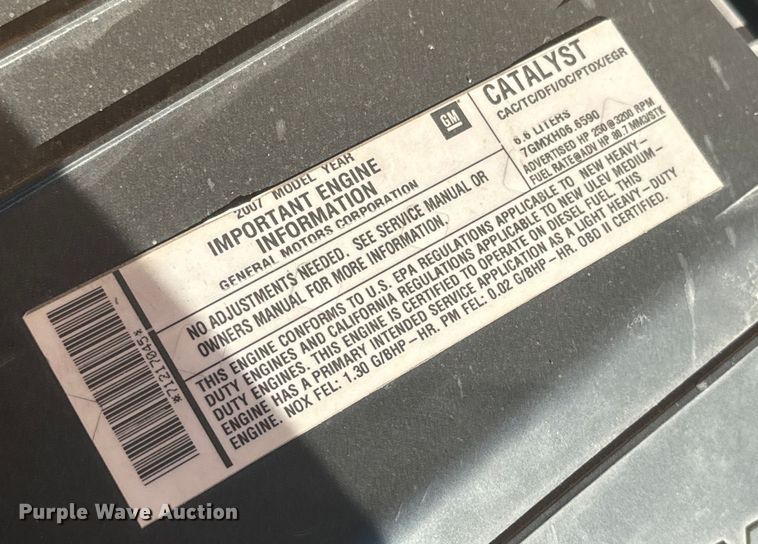 2007 MODEL YEAR
IMPORTANT ENGINE
INFORMATION
GENERAL MOTORS CORPORATION
GM
CATALYST
CAC/TC/DFI/OC/PTOX/EGR
6.6 LITERS
7GMXH06.6590
ADVERTISED HP 250@3200 RPM
FUEL RATE@ADV HP 80.7 MM3/STK
NO ADJUSTMENTS NEEDED. SEE SERVICE MANUAL OR
OWNERS MANUAL FOR MORE INFORMATION.
THIS ENGINE CONFORMS TO U.S. EPA REGULATIONS APPLICABLE TO NEW HEAVY-
DUTY ENGINES AND CALIFORNIA REGULATIONS APPLICABLE TO NEW ULEV MEDIUM-
DUTY ENGINES. THIS ENGINE IS CERTIFIED TO OPERATE ON DIESEL FUEL. THIS
ENGINE HAS A PRIMARY INTENDED SERVICE APPLICATION AS A LIGHT HEAVY-DUTY
ENGINE. NOX FEL: 1.30 G/BHP-HR. PM FEL: 0.02 G/BHP-HR. OBD II CERTIFIED.
*71217045*
Purple Wave Auction